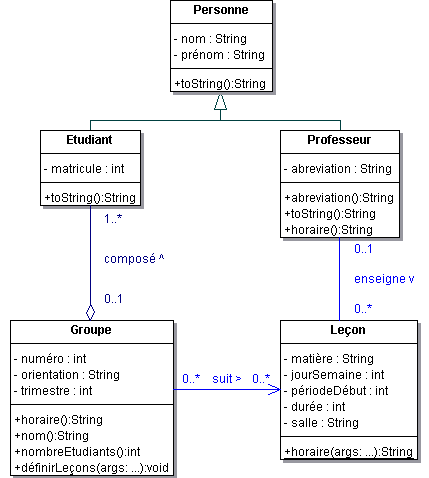 Personne
- nom : String
- prénom : String
+toString():String
Etudiant
- matricule : int
+toString():String
Professeur
- abreviation : String
+abreviation():String
+toString():String
+horaire():String
1..*
composé ^
0..1
0..1
enseigne v
0..*
Groupe
- numéro : int
- orientation : String
- trimestre : int
+horaire():String
+nom():String
+nombreEtudiants():int
+définirLeçons(args: ...):void
0..* suit > 0..*
Leçon
- matière : String
- jourSemaine : int
- périodeDébut : int
- durée : int
- salle : String
+horaire(args: ...):String